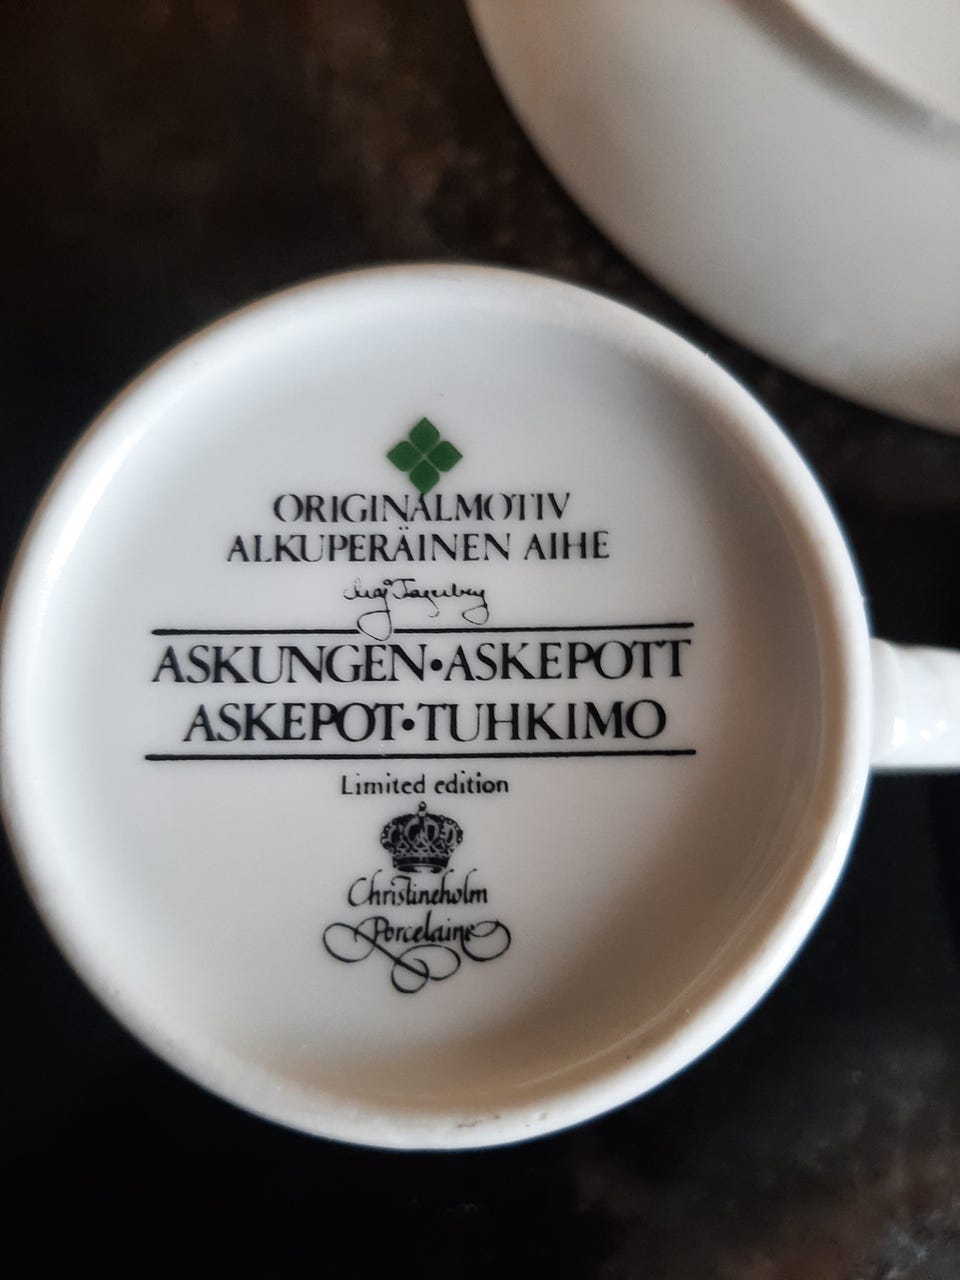 ORIGINALMOTIV
ALKUPERÄINEN AIHE
ASKUNGEN•ASKEPOTT
ASKEPOT•TUHKIMO
Limited edition
Christineholm
Porcelaine